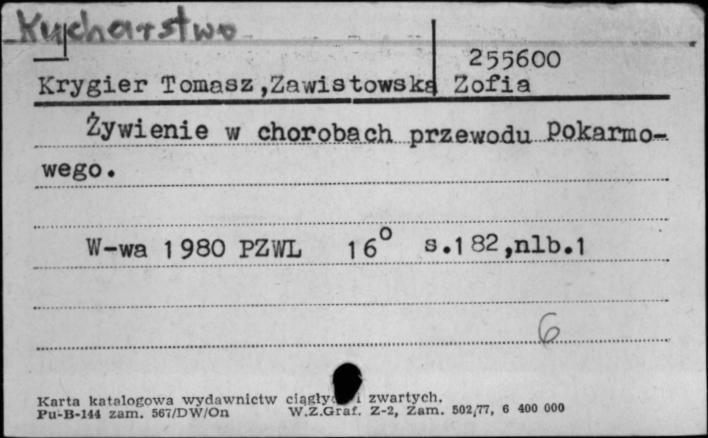 Kucharstwo
255600
Krygier Tomasz,Zawistowska Zofia
Żywienie w chorobach przewodu Pokarmo-
wego.
W-wa 1980 PZWL 16° s.182,nlb.1
6
Karta katalogowa wydawnictw i zwartych.
Pu-B-144 zam. 567/DW/On W.Z.Graf. Z-2, Zam. 502/77, 6 400 000